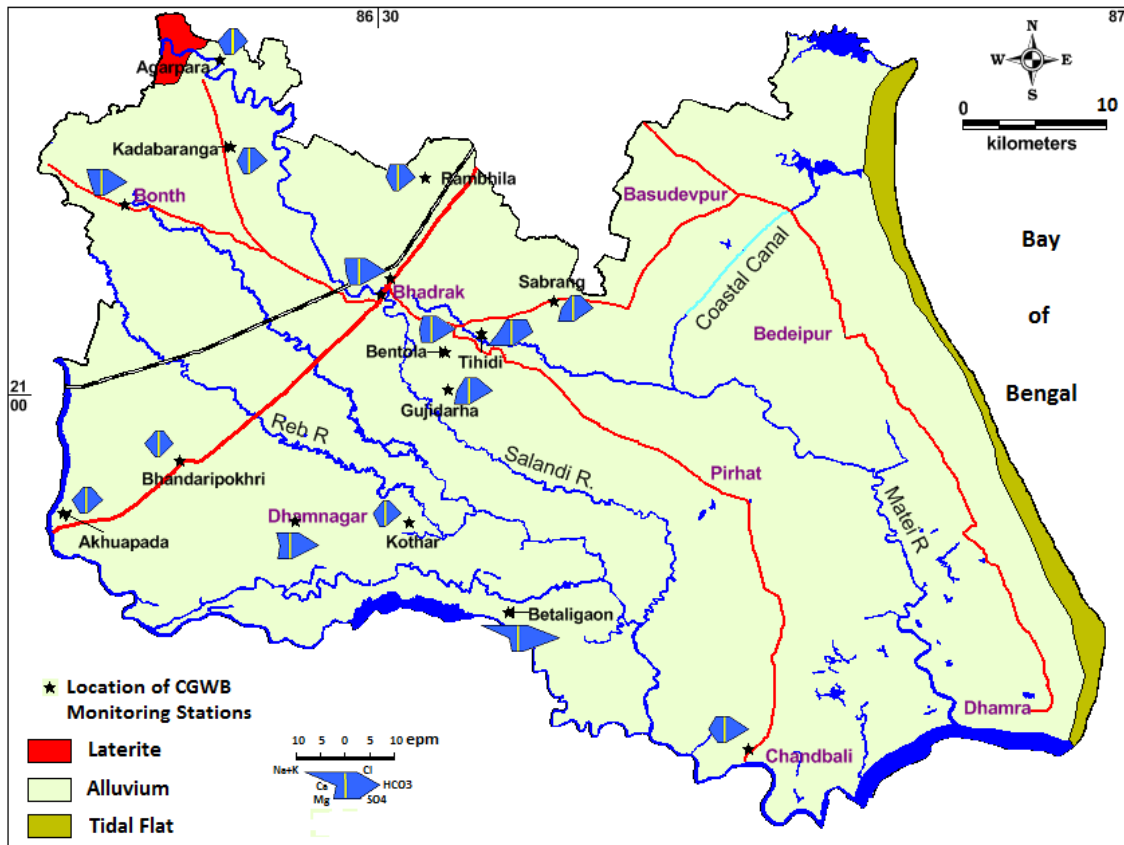 86 30
87
N
W E
S
0 10
kilometers
Agarpara
Kadabaranga
Rambhila
Bonth
Basudevpur
Bay
of
Bengal
Coastal Canal
Sabrang
Bhadrak
Bedeipur
Bentola
Tihidi
21
00
Gujidarha
Reb R
Salandi R.
Pirhat
Bhandaripokhri
Matei R
Akhuapada
Dhamnagar
Kothar
Betaligaon
Dhamra
Chandbali
Location of CGWB
Monitoring Stations
Laterite
Alluvium
Tidal Flat
10 5 0 5 10 epm
Na+K Cl
Ca HCO3
Mg SO4